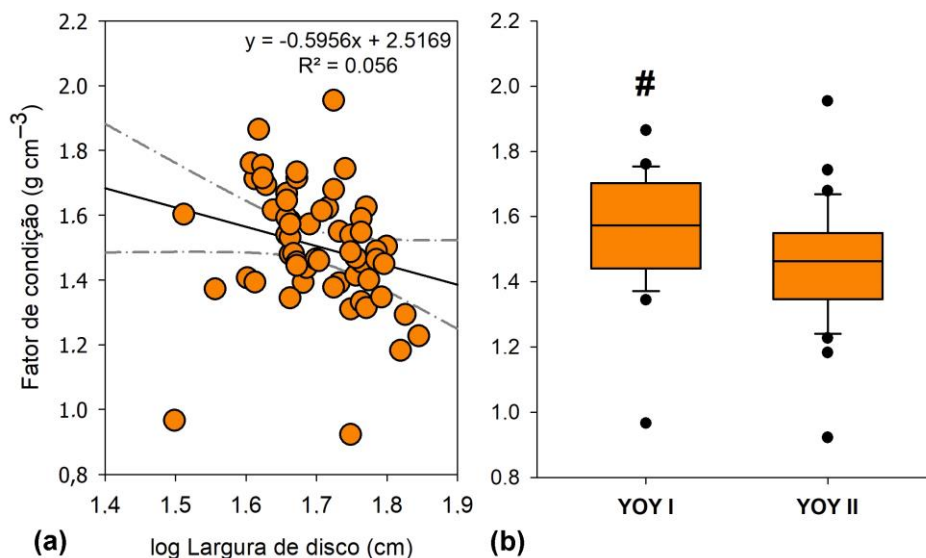 y = -0.5956x + 2.5169
R² = 0.056
Fator de condição (g cm⁻³)
2.2
2.0
1.8
1.6
1.4
1.2
1.0
0,8
1.4 1.5 1.6 1.7 1.8 1.9
(a) log Largura de disco (cm)
#
2.2
2.0
1.8
1.6
1.4
1.2
1.0
0.8
YOY I YOY II
(b)